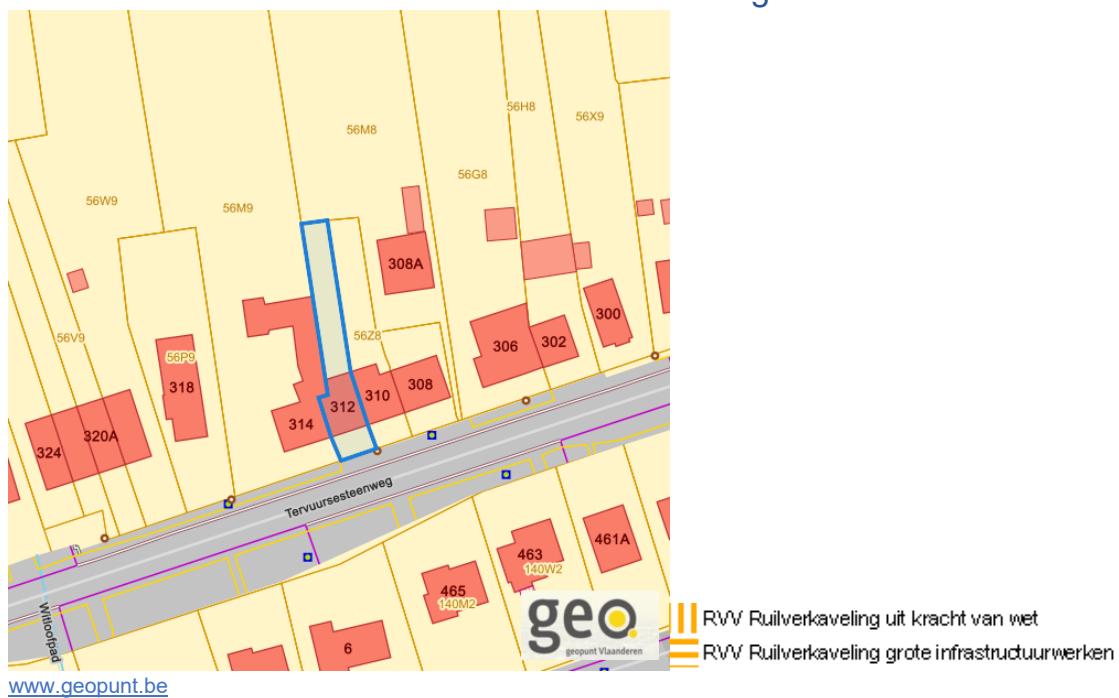 56H8
56X9
56M8
56G8
56W9
56M9
308A
300
56V9
56Z8
306
302
56P9
318
308
310
312
314
320A
324
Tervuursesteenweg
463
461A
140W2
465
140M2
Witloofpad
6
geo
geopunt Vlaanderen
RVV Ruilverkaveling uit kracht van wet
RVV Ruilverkaveling grote infrastructuurwerken
www.geopunt.be